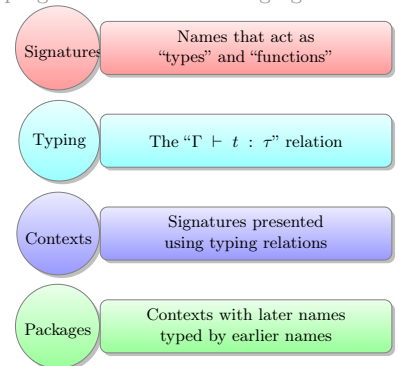 Signatures
Names that act as
“types” and “functions”
Typing
The “Γ ⊢ t : τ” relation
Contexts
Signatures presented
using typing relations
Packages
Contexts with later names
typed by earlier names